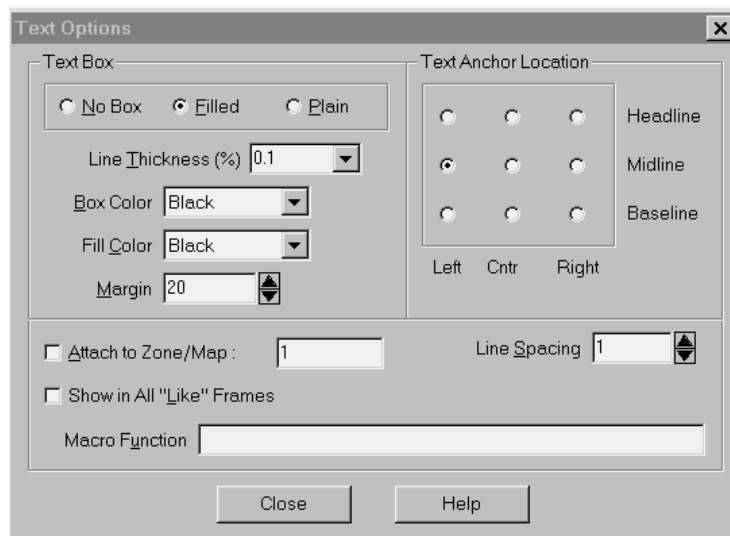 Text Options
Text Box
No Box Filled Plain
Line Thickness (%) 0.1
Box Color Black
Fill Color Black
Margin 20
Text Anchor Location
Headline
Midline
Baseline
Left Cntr Right
Attach to Zone/Map : 1
Line Spacing 1
Show in All "Like" Frames
Macro Function
Close Help